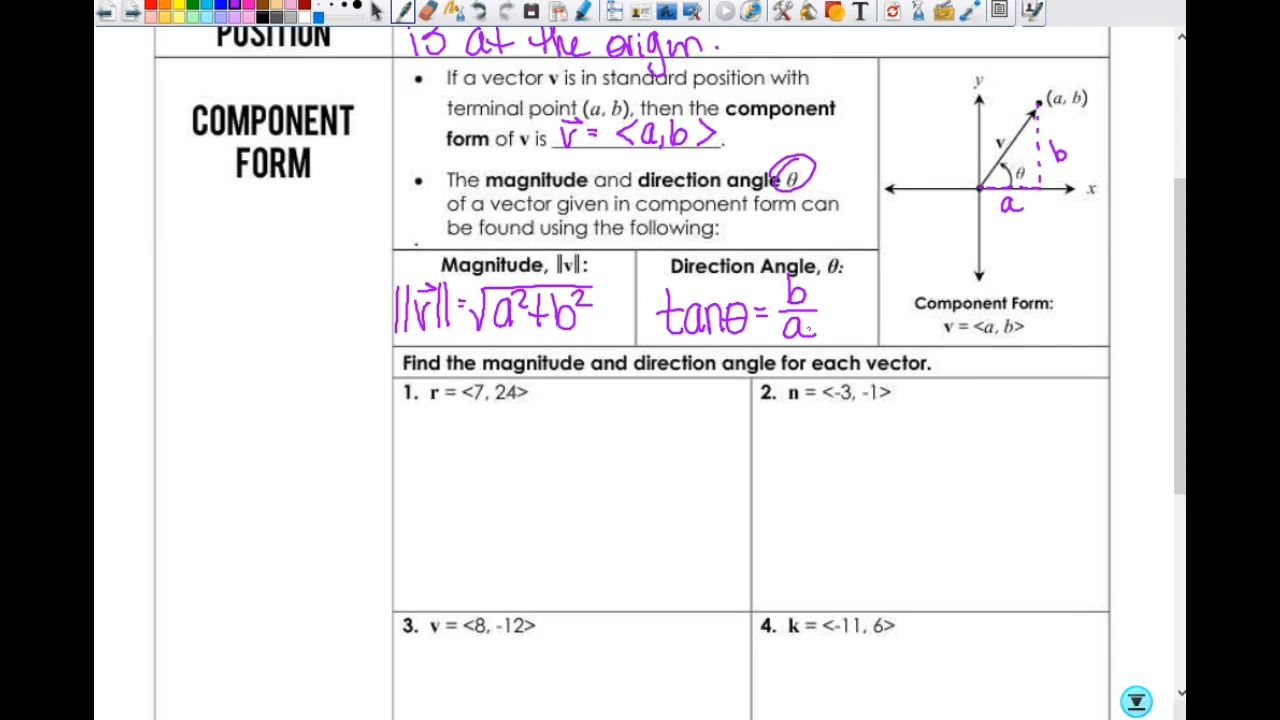 POSITION
is at the origin.
COMPONENT
FORM
• If a vector v is in standard position with
terminal point (a, b), then the component
form of v is v⃗ = <a,b>.
• The magnitude and direction angle θ
of a vector given in component form can
be found using the following:
Magnitude, ‖v‖:
||v⃗|| = √a²+b²
Direction Angle, θ:
tanθ = b/a
y
(a, b)
v
θ
b
x
a
Component Form:
v = <a, b>
Find the magnitude and direction angle for each vector.
1. r = <7, 24>
2. n = <-3, -1>
3. v = <8, -12>
4. k = <-11, 6>